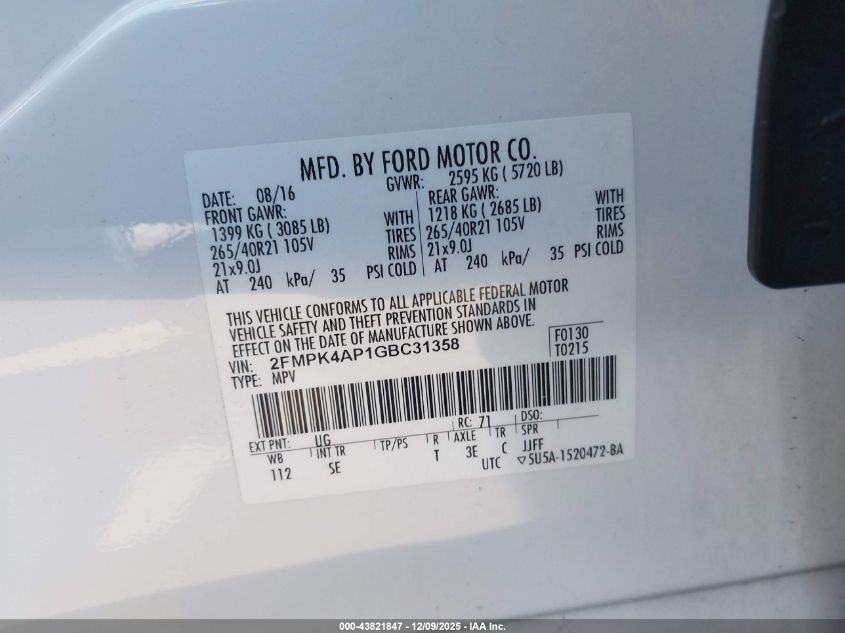 MFD. BY FORD MOTOR CO.
DATE: 08/16 GVWR: 2595 KG ( 5720 LB)
FRONT GAWR: REAR GAWR:
1399 KG ( 3085 LB) WITH 1218 KG ( 2685 LB) WITH
265/40R21 105V TIRES 265/40R21 105V TIRES
21x9.0J RIMS 21x9.0J RIMS
AT 240 kPa/ 35 PSI COLD AT 240 kPa/ 35 PSI COLD
THIS VEHICLE CONFORMS TO ALL APPLICABLE FEDERAL MOTOR
VEHICLE SAFETY AND THEFT PREVENTION STANDARDS IN
EFFECT ON THE DATE OF MANUFACTURE SHOWN ABOVE.
VIN: 2FMPK4AP1GBC31358 F0130
TYPE: MPV T0215
EXT PNT: UG RC: 71 DSO:
WB INT TR TP/PS R AXLE TR SPR
112 SE T 3E C JJFF
UTC ▽5U5A-1520472-BA
000-43821847 - 12/09/2025 - IAA Inc.